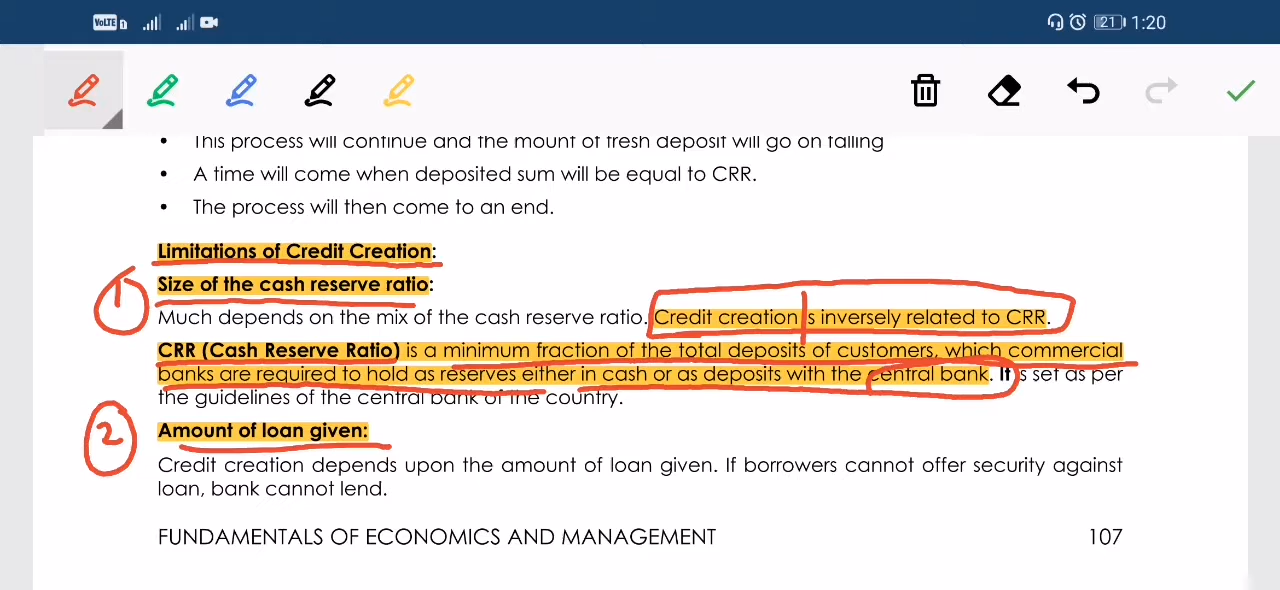 VoLTE 1 21 1:20
• This process will continue and the mount of fresh deposit will go on falling
• A time will come when deposited sum will be equal to CRR.
• The process will then come to an end.
Limitations of Credit Creation:
1 Size of the cash reserve ratio:
Much depends on the mix of the cash reserve ratio. Credit creation is inversely related to CRR.
CRR (Cash Reserve Ratio) is a minimum fraction of the total deposits of customers, which commercial
banks are required to hold as reserves either in cash or as deposits with the central bank. It is set as per
the guidelines of the central bank of the country.
2 Amount of loan given:
Credit creation depends upon the amount of loan given. If borrowers cannot offer security against
loan, bank cannot lend.
FUNDAMENTALS OF ECONOMICS AND MANAGEMENT 107